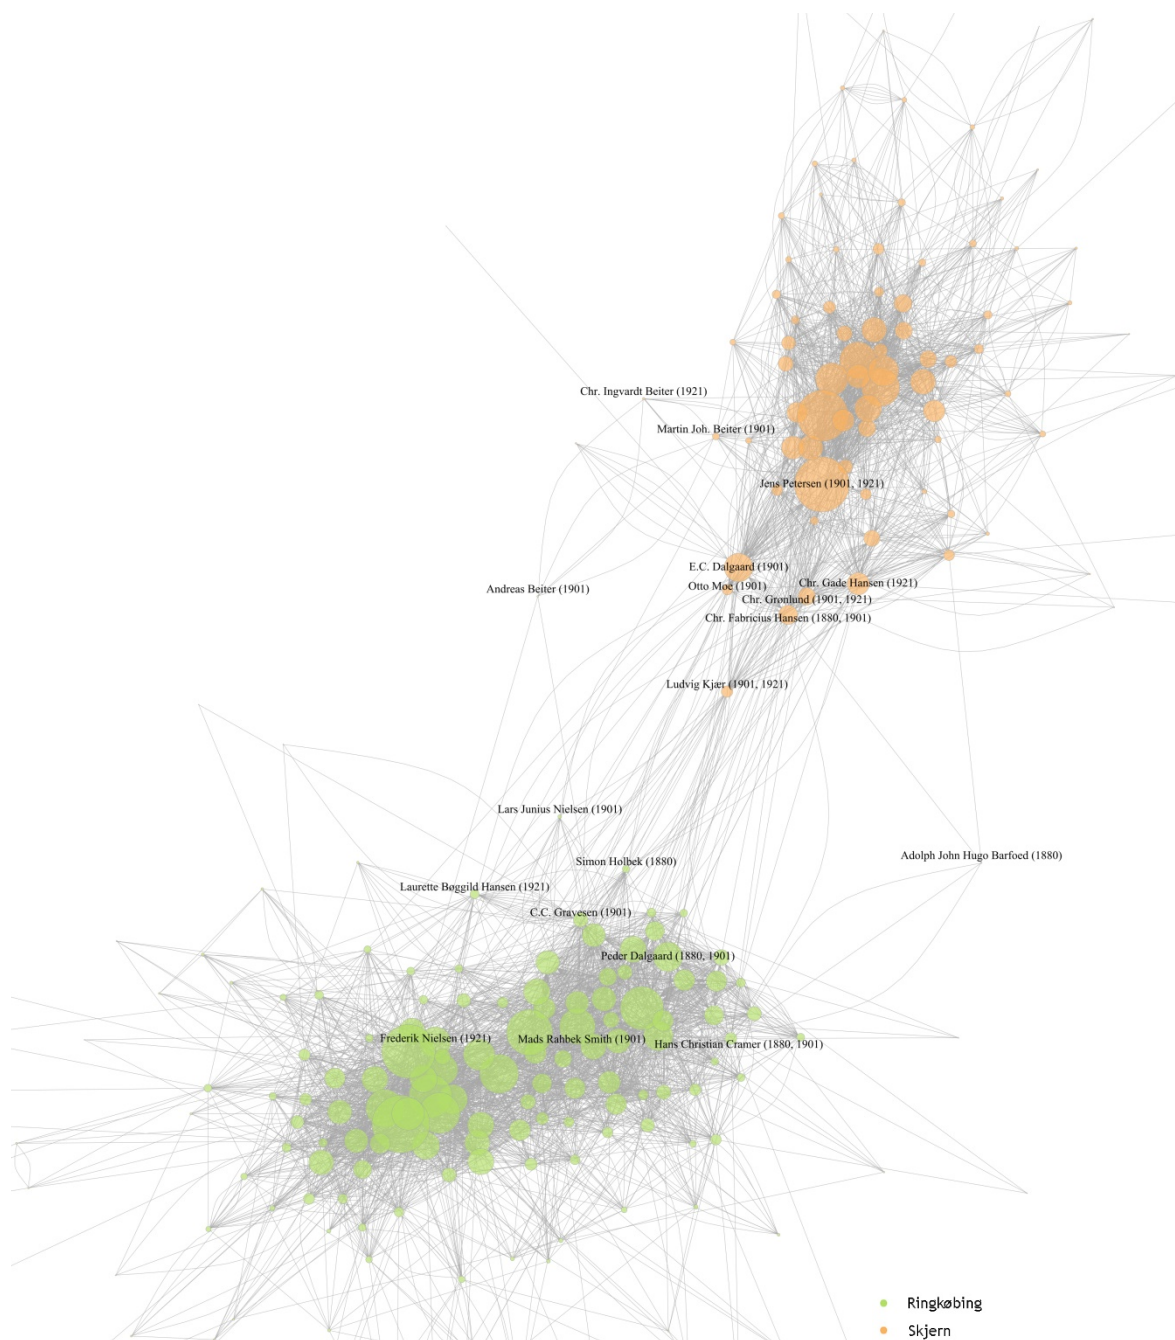 Chr. Ingvardt Beiter (1921)
Martin Joh. Beiter (1901)
Jens Petersen (1901, 1921)
E.C. Dalgaard (1901)
Otto Moe (1901)
Chr. Gade Hansen (1921)
Andreas Beiter (1901)
Chr. Grønlund (1901, 1921)
Chr. Fabricius Hansen (1880, 1901)
Ludvig Kjær (1901, 1921)
Lars Junius Nielsen (1901)
Simon Holbek (1880)
Adolph John Hugo Barfoed (1880)
Laurette Bøggild Hansen (1921)
C.C. Gravesen (1901)
Peder Dalgaard (1880, 1901)
Frederik Nielsen (1921)
Mads Rahbek Smith (1901)
Hans Christian Cramer (1880, 1901)
Ringkøbing
Skjern